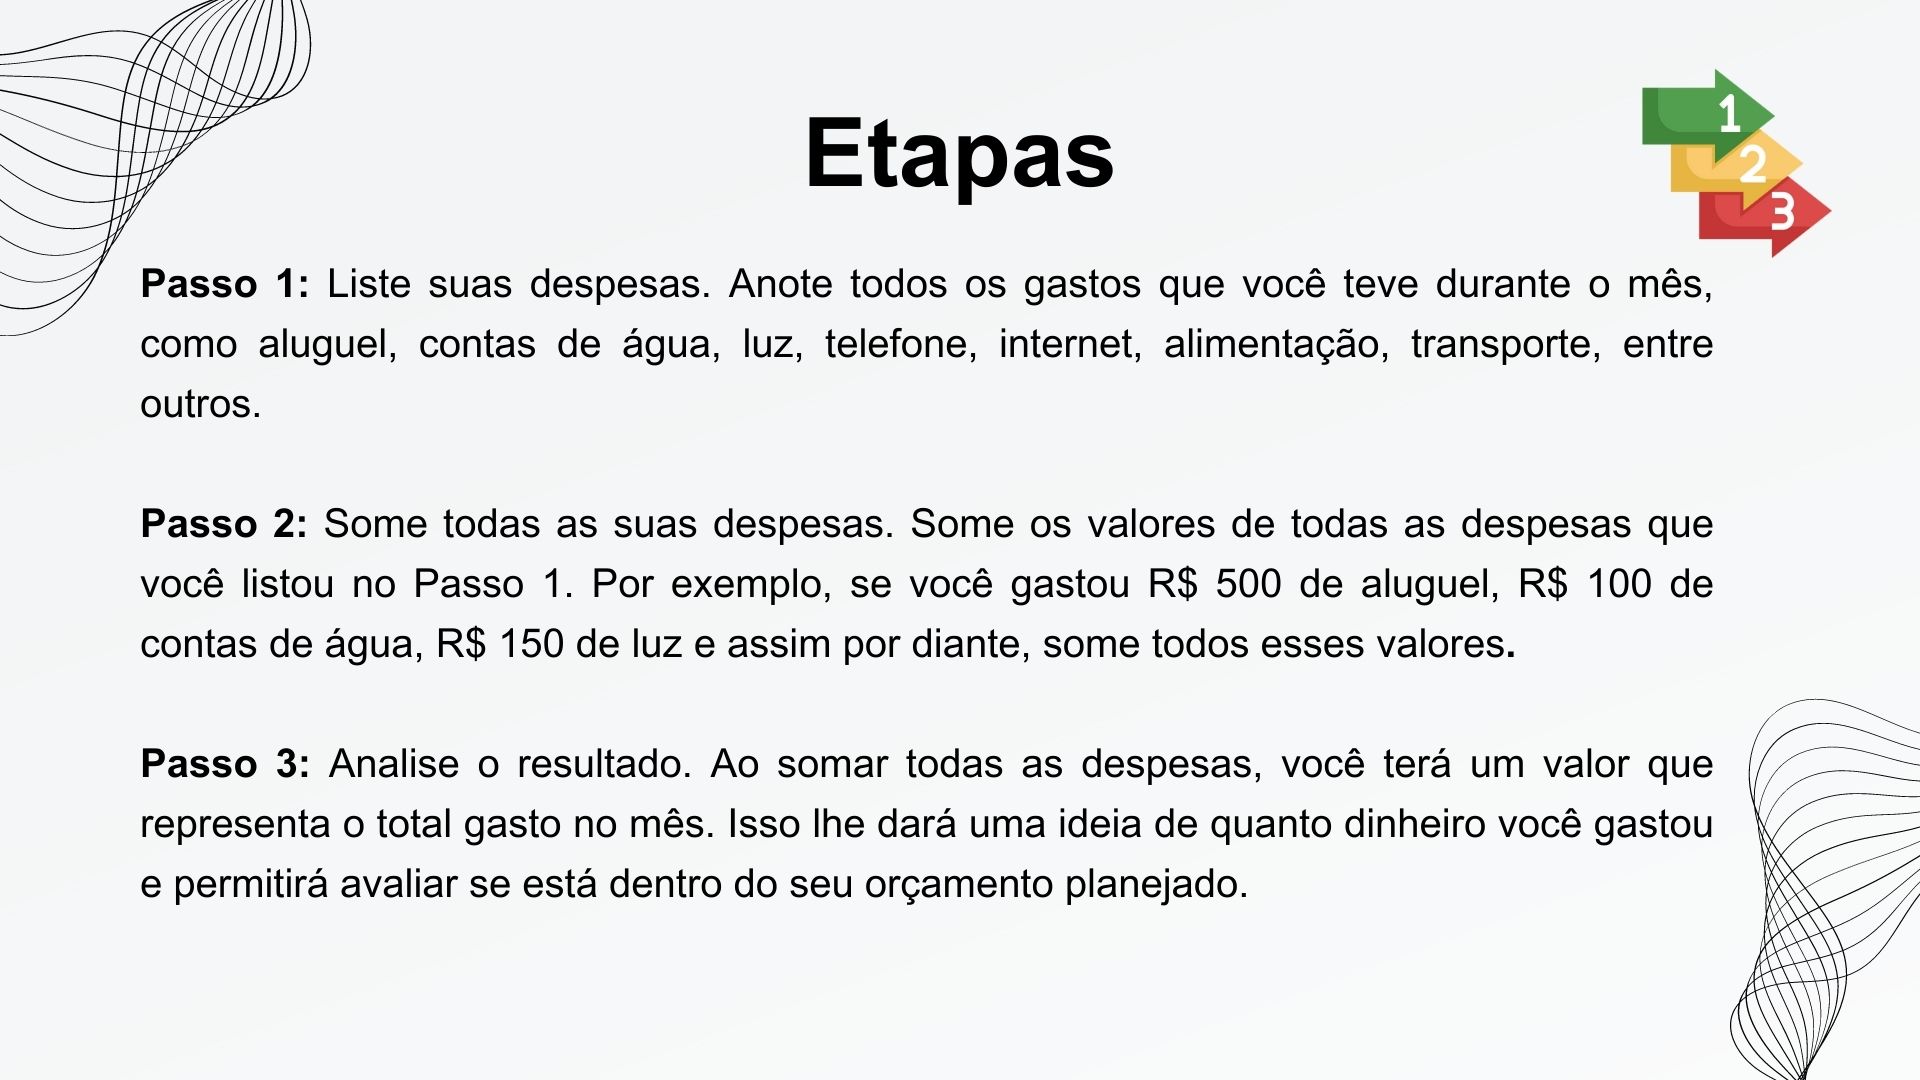 Etapas
1
2
3
Passo 1: Liste suas despesas. Anote todos os gastos que você teve durante o mês,
como aluguel, contas de água, luz, telefone, internet, alimentação, transporte, entre
outros.
Passo 2: Some todas as suas despesas. Some os valores de todas as despesas que
você listou no Passo 1. Por exemplo, se você gastou R$ 500 de aluguel, R$ 100 de
contas de água, R$ 150 de luz e assim por diante, some todos esses valores.
Passo 3: Analise o resultado. Ao somar todas as despesas, você terá um valor que
representa o total gasto no mês. Isso lhe dará uma ideia de quanto dinheiro você gastou
e permitirá avaliar se está dentro do seu orçamento planejado.